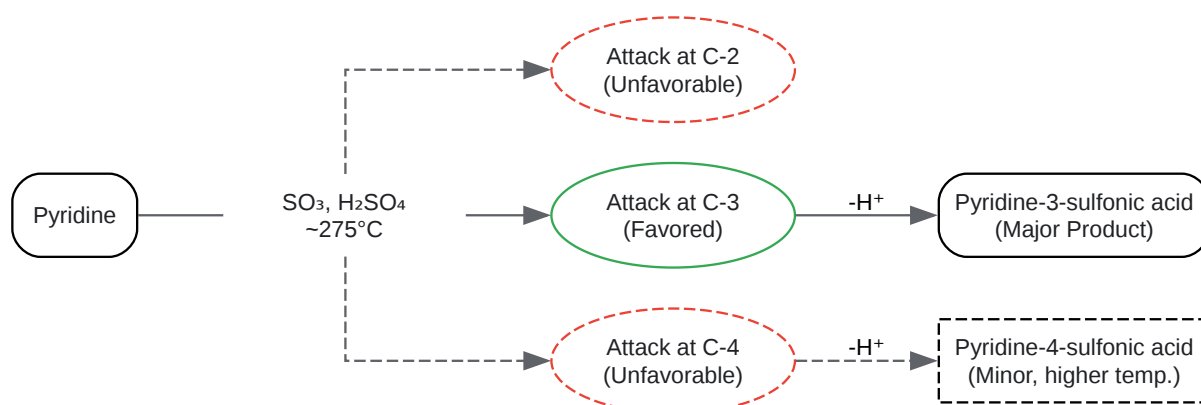 Attack at C-2
(Unfavorable)
Pyridine
SO₃, H₂SO₄
~275°C
Attack at C-3
(Favored)
-H⁺
Pyridine-3-sulfonic acid
(Major Product)
Attack at C-4
(Unfavorable)
-H⁺
Pyridine-4-sulfonic acid
(Minor, higher temp.)